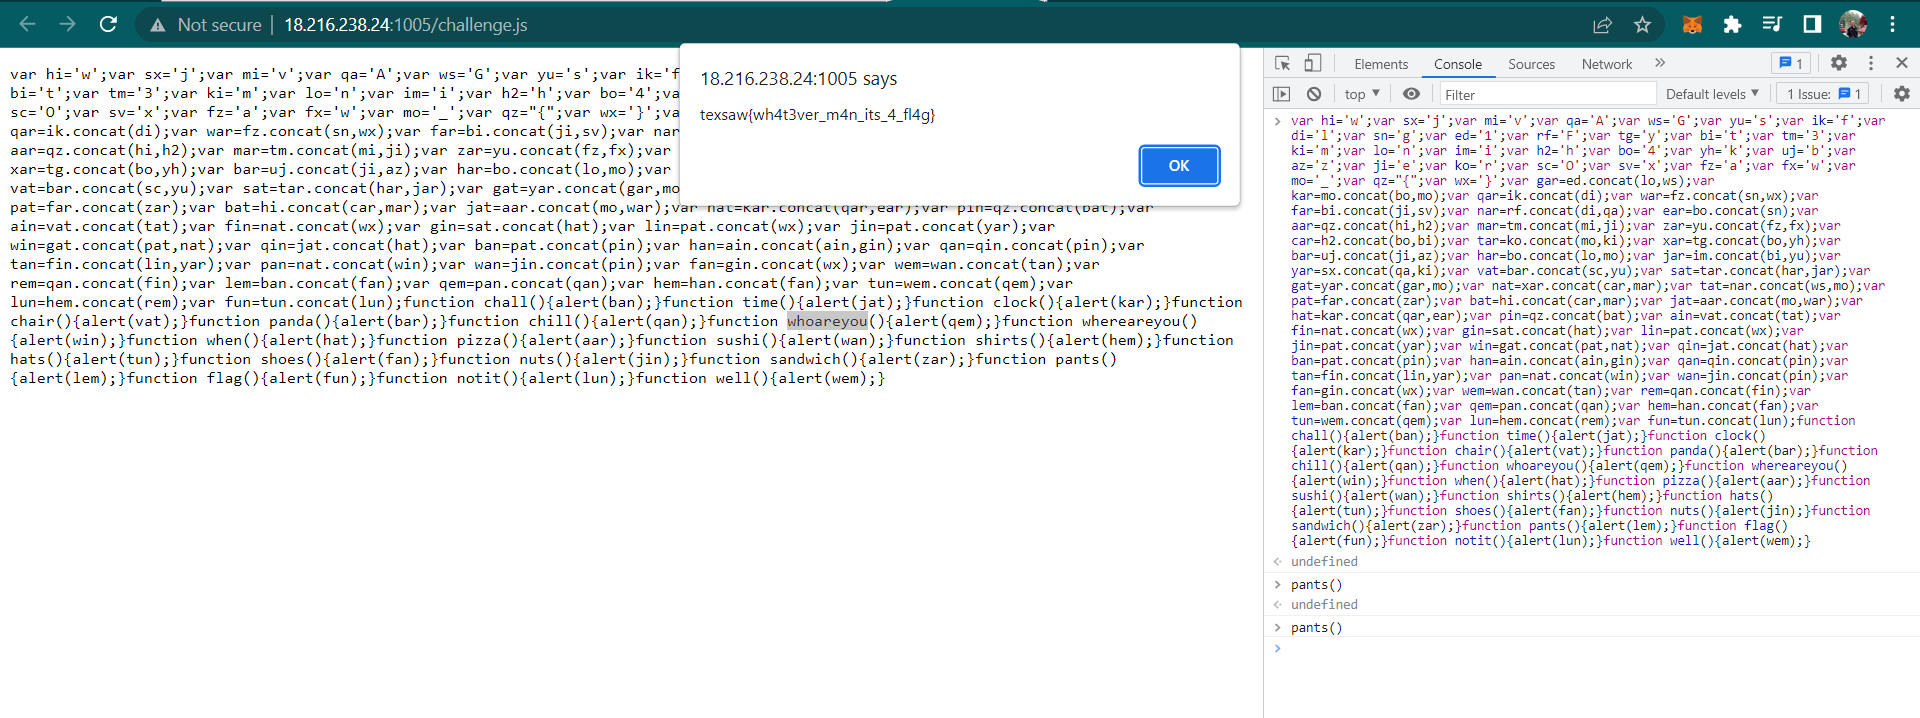 Not secure | 18.216.238.24:1005/challenge.js
var hi='w';var sx='j';var mi='v';var qa='A';var ws='G';var yu='s';var ik='f
bi='t';var tm='3';var ki='m';var lo='n';var im='i';var h2='h';var bo='4';va
sc='O';var sv='x';var fz='a';var fx='w';var mo='_';var qz="{";var wx='}';v
qar=ik.concat(di);var war=fz.concat(sn,wx);var far=bi.concat(ji,sv);var nar
aar=qz.concat(hi,h2);var mar=tm.concat(mi,ji);var zar=yu.concat(fz,fx);var
xar=tg.concat(bo,yh);var bar=uj.concat(ji,az);var har=bo.concat(lo,mo);var
vat=bar.concat(sc,yu);var sat=tar.concat(har,jar);var gat=yar.concat(gar,mo
pat=far.concat(zar);var bat=hi.concat(car,mar);var jat=aar.concat(mo,war);var hat=kar.concat(qar,ear);var pin=qz.concat(bat);var
ain=vat.concat(tat);var fin=nat.concat(wx);var gin=sat.concat(hat);var lin=pat.concat(wx);var jin=pat.concat(yar);var
win=gat.concat(pat,nat);var qin=jat.concat(hat);var ban=pat.concat(pin);var han=ain.concat(ain,gin);var qan=qin.concat(pin);var
tan=fin.concat(lin,yar);var pan=nat.concat(win);var wan=jin.concat(pin);var fan=gin.concat(wx);var wem=wan.concat(tan);var
rem=qan.concat(fin);var lem=ban.concat(fan);var qem=pan.concat(qan);var hem=han.concat(fan);var tun=wem.concat(qem);var
lun=hem.concat(rem);var fun=tun.concat(lun);function chall(){alert(ban);}function time(){alert(jat);}function clock(){alert(kar);}function
chair(){alert(vat);}function panda(){alert(bar);}function chill(){alert(qan);}function whoareyou(){alert(qem);}function whereareyou()
{alert(win);}function when(){alert(hat);}function pizza(){alert(aar);}function sushi(){alert(wan);}function shirts(){alert(hem);}function
hats(){alert(tun);}function shoes(){alert(fan);}function nuts(){alert(jin);}function sandwich(){alert(zar);}function pants()
{alert(lem);}function flag(){alert(fun);}function notit(){alert(lun);}function well(){alert(wem);}
18.216.238.24:1005 says
texsaw{wh4t3ver_m4n_its_4_fl4g}
OK
Elements Console Sources Network » 1
top Filter Default levels 1 Issue: 1
var hi='w';var sx='j';var mi='v';var qa='A';var ws='G';var yu='s';var ik='f';var
di='l';var sn='g';var ed='1';var rf='F';var tg='y';var bi='t';var tm='3';var
ki='m';var lo='n';var im='i';var h2='h';var bo='4';var yh='k';var uj='b';var
az='z';var ji='e';var ko='r';var sc='O';var sv='x';var fz='a';var fx='w';var
mo='_';var qz="{";var wx='}';var gar=ed.concat(lo,ws);var
kar=mo.concat(bo,mo);var qar=ik.concat(di);var war=fz.concat(sn,wx);var
far=bi.concat(ji,sv);var nar=rf.concat(di,qa);var ear=bo.concat(sn);var
aar=qz.concat(hi,h2);var mar=tm.concat(mi,ji);var zar=yu.concat(fz,fx);var
car=h2.concat(bo,bi);var tar=ko.concat(mo,ki);var xar=tg.concat(bo,yh);var
bar=uj.concat(ji,az);var har=bo.concat(lo,mo);var jar=im.concat(bi,yu);var
yar=sx.concat(qa,ki);var vat=bar.concat(sc,yu);var sat=tar.concat(har,jar);var
gat=yar.concat(gar,mo);var nat=xar.concat(car,mar);var tat=nar.concat(ws,mo);var
pat=far.concat(zar);var bat=hi.concat(car,mar);var jat=aar.concat(mo,war);var
hat=kar.concat(qar,ear);var pin=qz.concat(bat);var ain=vat.concat(tat);var
fin=nat.concat(wx);var gin=sat.concat(hat);var lin=pat.concat(wx);var
jin=pat.concat(yar);var win=gat.concat(pat,nat);var qin=jat.concat(hat);var
ban=pat.concat(pin);var han=ain.concat(ain,gin);var qan=qin.concat(pin);var
tan=fin.concat(lin,yar);var pan=nat.concat(win);var wan=jin.concat(pin);var
fan=gin.concat(wx);var wem=wan.concat(tan);var rem=qan.concat(fin);var
lem=ban.concat(fan);var qem=pan.concat(qan);var hem=han.concat(fan);var
tun=wem.concat(qem);var lun=hem.concat(rem);var fun=tun.concat(lun);function
chall(){alert(ban);}function time(){alert(jat);}function clock()
{alert(kar);}function chair(){alert(vat);}function panda(){alert(bar);}function
chill(){alert(qan);}function whoareyou(){alert(qem);}function whereareyou()
{alert(win);}function when(){alert(hat);}function pizza(){alert(aar);}function
sushi(){alert(wan);}function shirts(){alert(hem);}function hats()
{alert(tun);}function shoes(){alert(fan);}function nuts(){alert(jin);}function
sandwich(){alert(zar);}function pants(){alert(lem);}function flag()
{alert(fun);}function notit(){alert(lun);}function well(){alert(wem);}
undefined
pants()
undefined
pants()